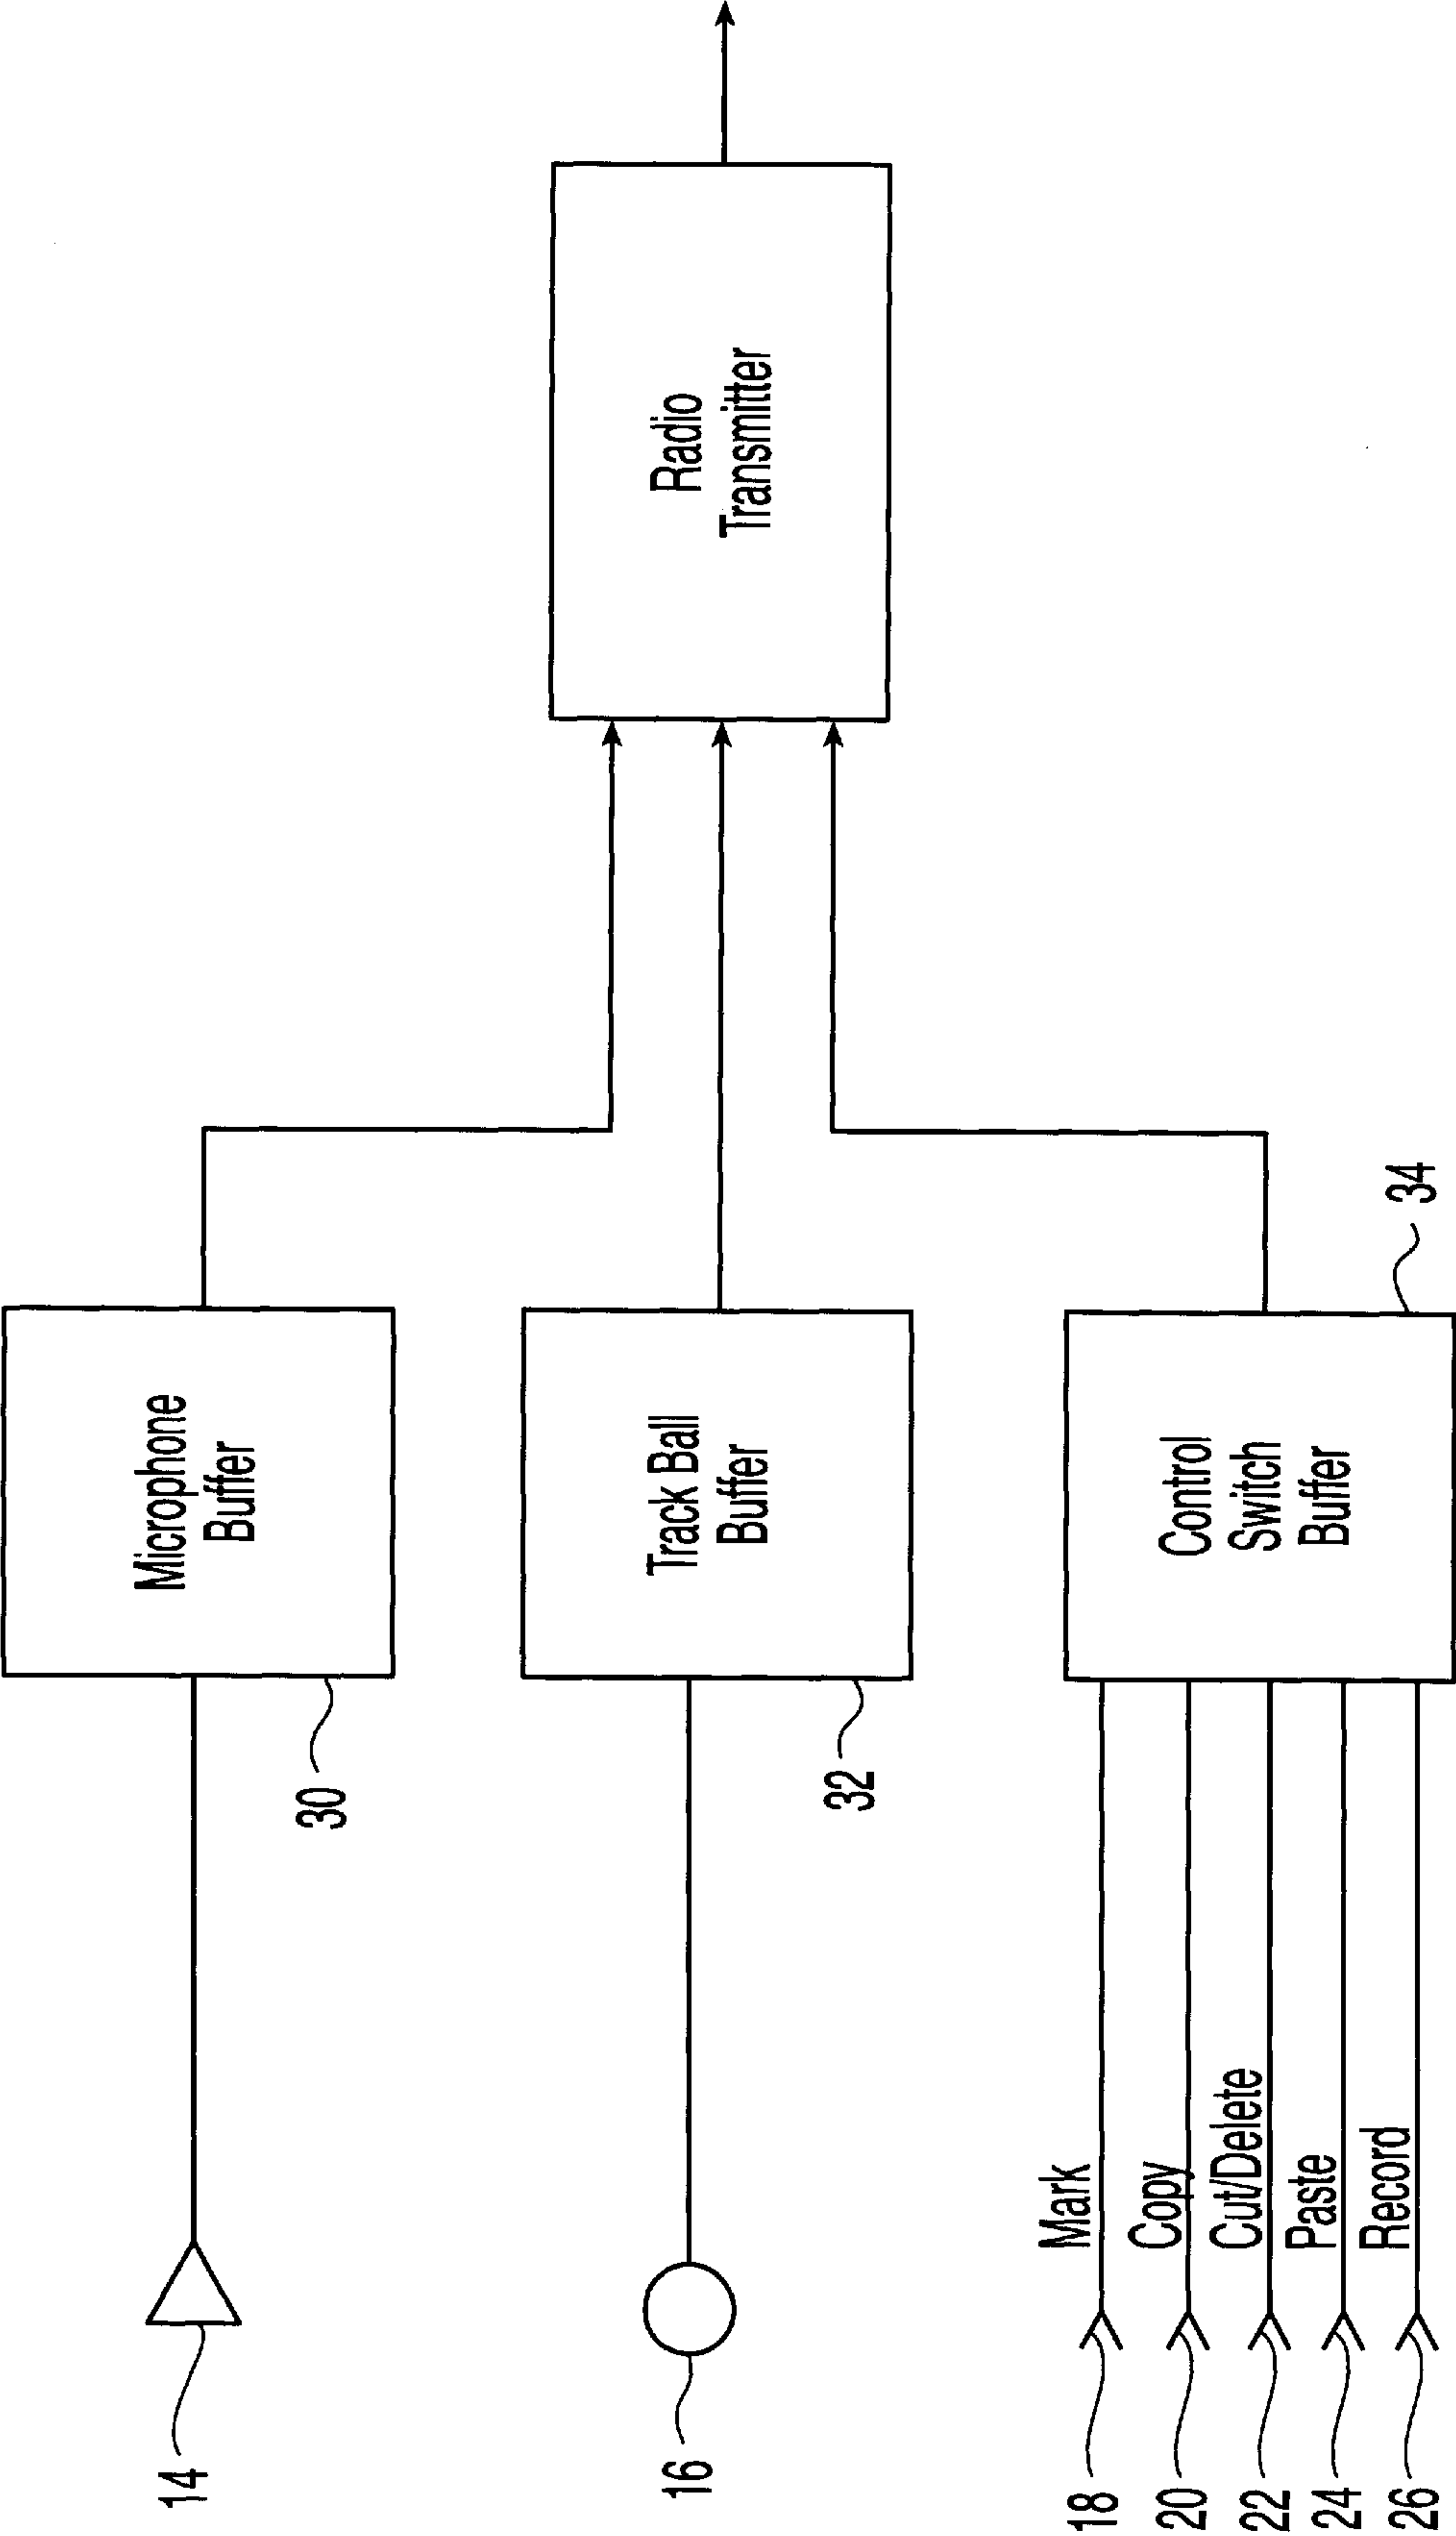 14
Microphone
Buffer
30
16
Track Ball
Buffer
32
Radio
Transmitter
18
Mark
20
Copy
22
Cut/Delete
24
Paste
26
Record
Control
Switch
Buffer
34